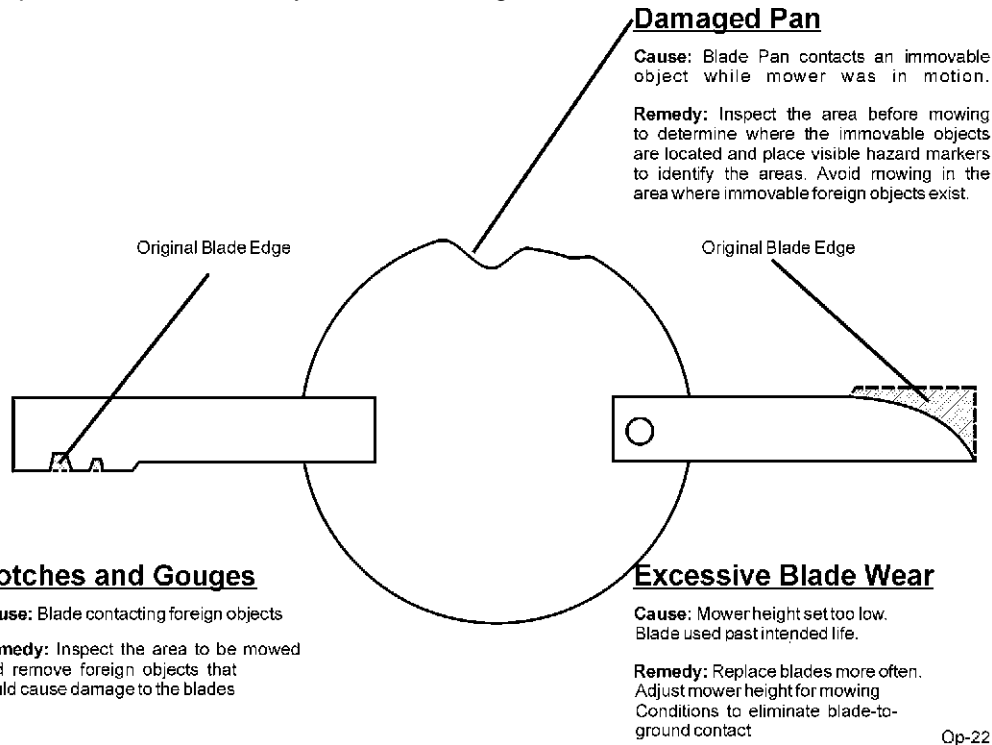 Damaged Pan
Cause: Blade Pan contacts an immovable
object while mower was in motion.
Remedy: Inspect the area before mowing
to determine where the immovable objects
are located and place visible hazard markers
to identify the areas. Avoid mowing in the
area where immovable foreign objects exist.
Original Blade Edge
Original Blade Edge
otches and Gouges
use: Blade contacting foreign objects
medy: Inspect the area to be mowed
d remove foreign objects that
uld cause damage to the blades
Excessive Blade Wear
Cause: Mower height set too low.
Blade used past intended life.
Remedy: Replace blades more often.
Adjust mower height for mowing
Conditions to eliminate blade-to-
ground contact
Op-22